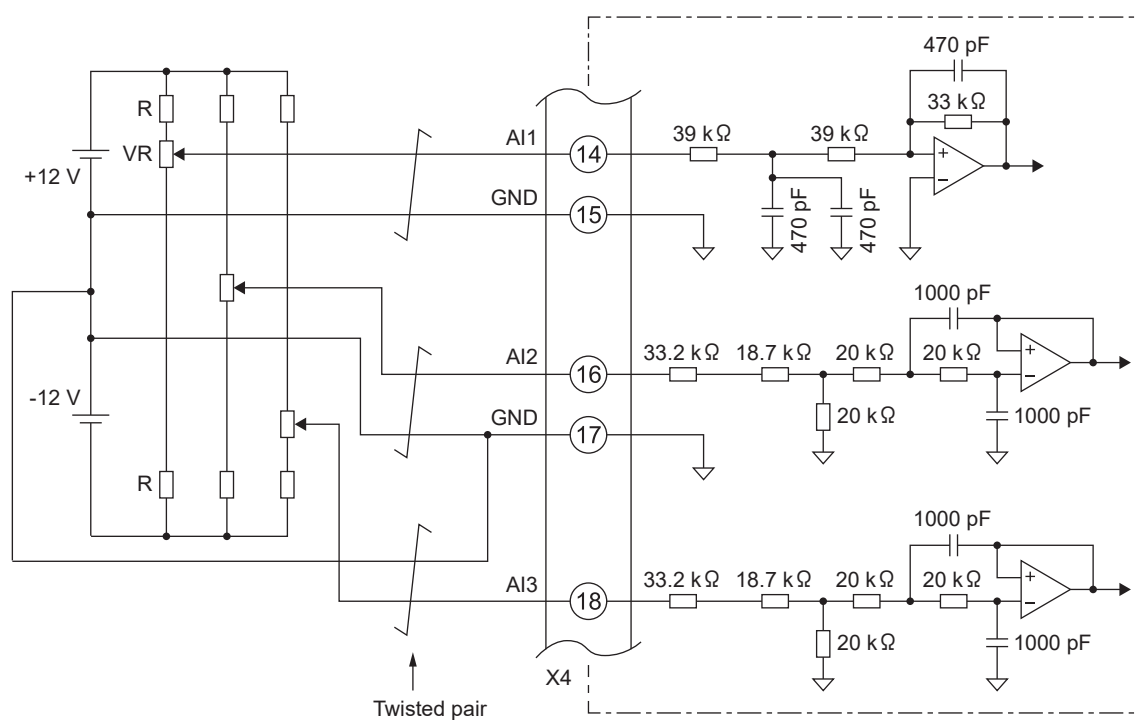 470 pF
33 kΩ
39 kΩ
39 kΩ
+
−
470 pF
470 pF
R
VR
+12 V
-12 V
R
AI1
14
GND
15
AI2
16
GND
17
AI3
18
X4
Twisted pair
1000 pF
33.2 kΩ
18.7 kΩ
20 kΩ
20 kΩ
+
−
20 kΩ
1000 pF
1000 pF
33.2 kΩ
18.7 kΩ
20 kΩ
20 kΩ
+
−
20 kΩ
1000 pF